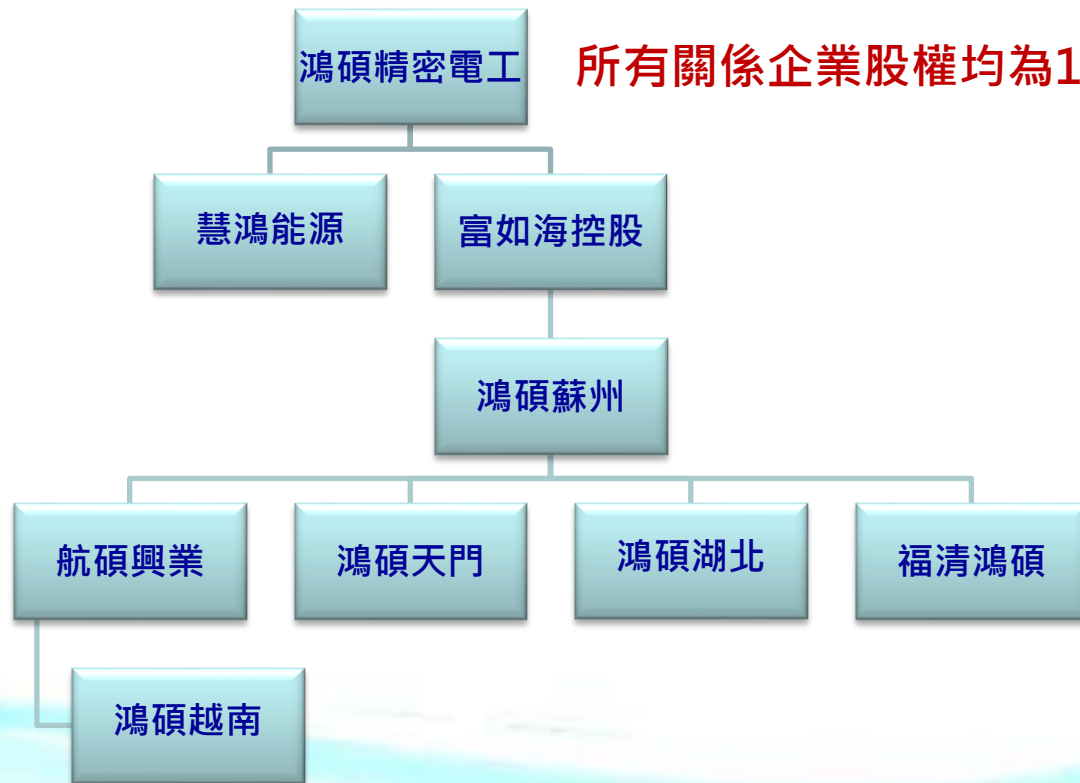 鴻碩精密電工
所有關係企業股權均為1
慧鴻能源
富如海控股
鴻碩蘇州
航碩興業
鴻碩天門
鴻碩湖北
福清鴻碩
鴻碩越南